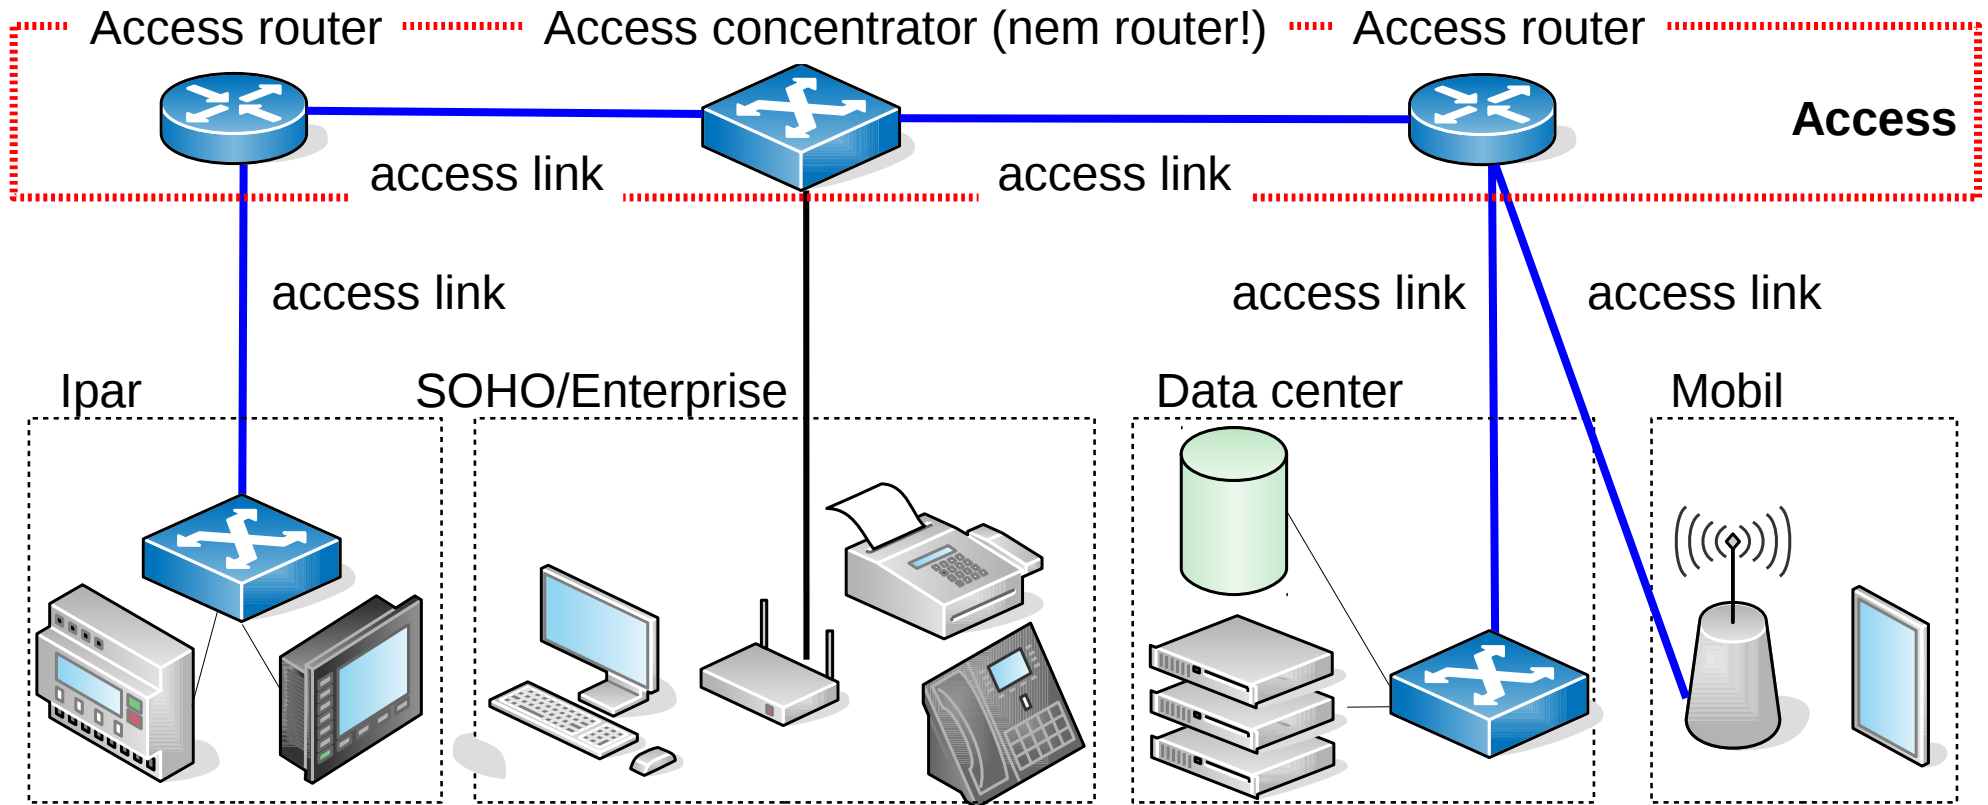 Access router
Access concentrator (nem router!)
Access router
Access
access link
access link
access link
access link
access link
Ipar
SOHO/Enterprise
Data center
Mobil